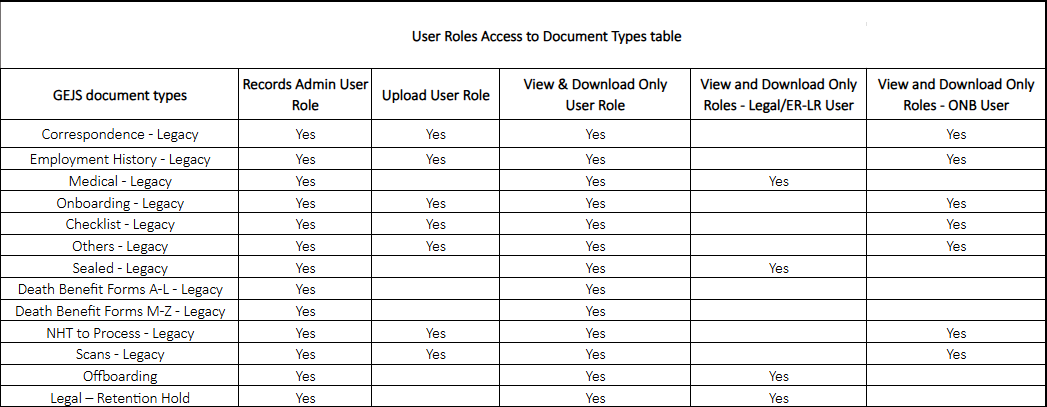 User Roles Access to Document Types table
GEJS document types Records Admin User Role Upload User Role View & Download Only User Role View and Download Only Roles - Legal/ER-LR User View and Download Only Roles - ONB User
Correspondence - Legacy Yes Yes Yes Yes
Employment History - Legacy Yes Yes Yes Yes
Medical - Legacy Yes Yes Yes
Onboarding - Legacy Yes Yes Yes Yes
Checklist - Legacy Yes Yes Yes Yes
Others - Legacy Yes Yes Yes Yes
Sealed - Legacy Yes Yes Yes
Death Benefit Forms A-L - Legacy Yes Yes
Death Benefit Forms M-Z - Legacy Yes Yes
NHT to Process - Legacy Yes Yes Yes Yes
Scans - Legacy Yes Yes Yes Yes
Offboarding Yes Yes Yes
Legal – Retention Hold Yes Yes Yes